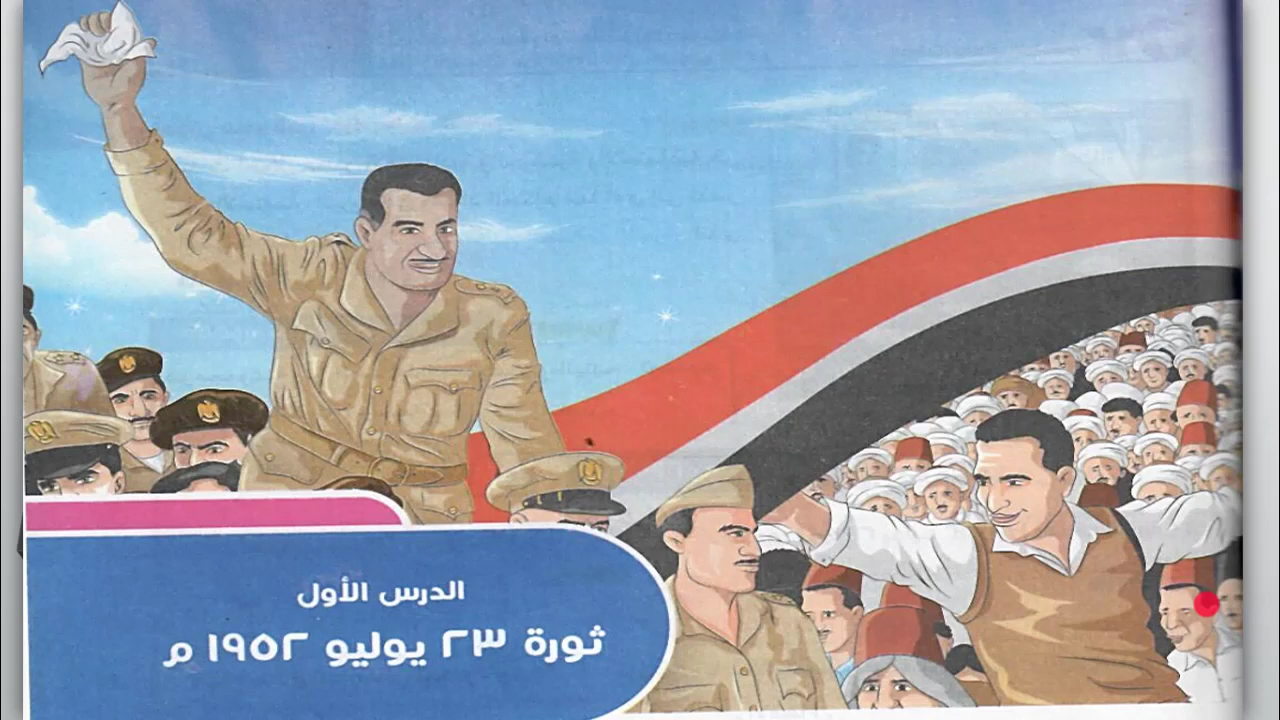 الدرس الأول
ثورة ٢٣ يوليو ١٩٥٢ م